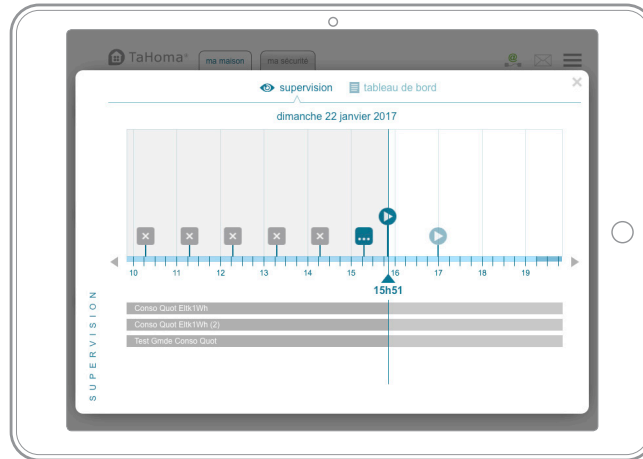 TaHoma®
ma maison
ma sécurité
supervision
tableau de bord
dimanche 22 janvier 2017
10 11 12 13 14 15 16 17 18 19
15h51
SUPERVISION
Conso Quot Eltk1Wh
Conso Quot Eltk1Wh (2)
Test Gmde Conso Quot